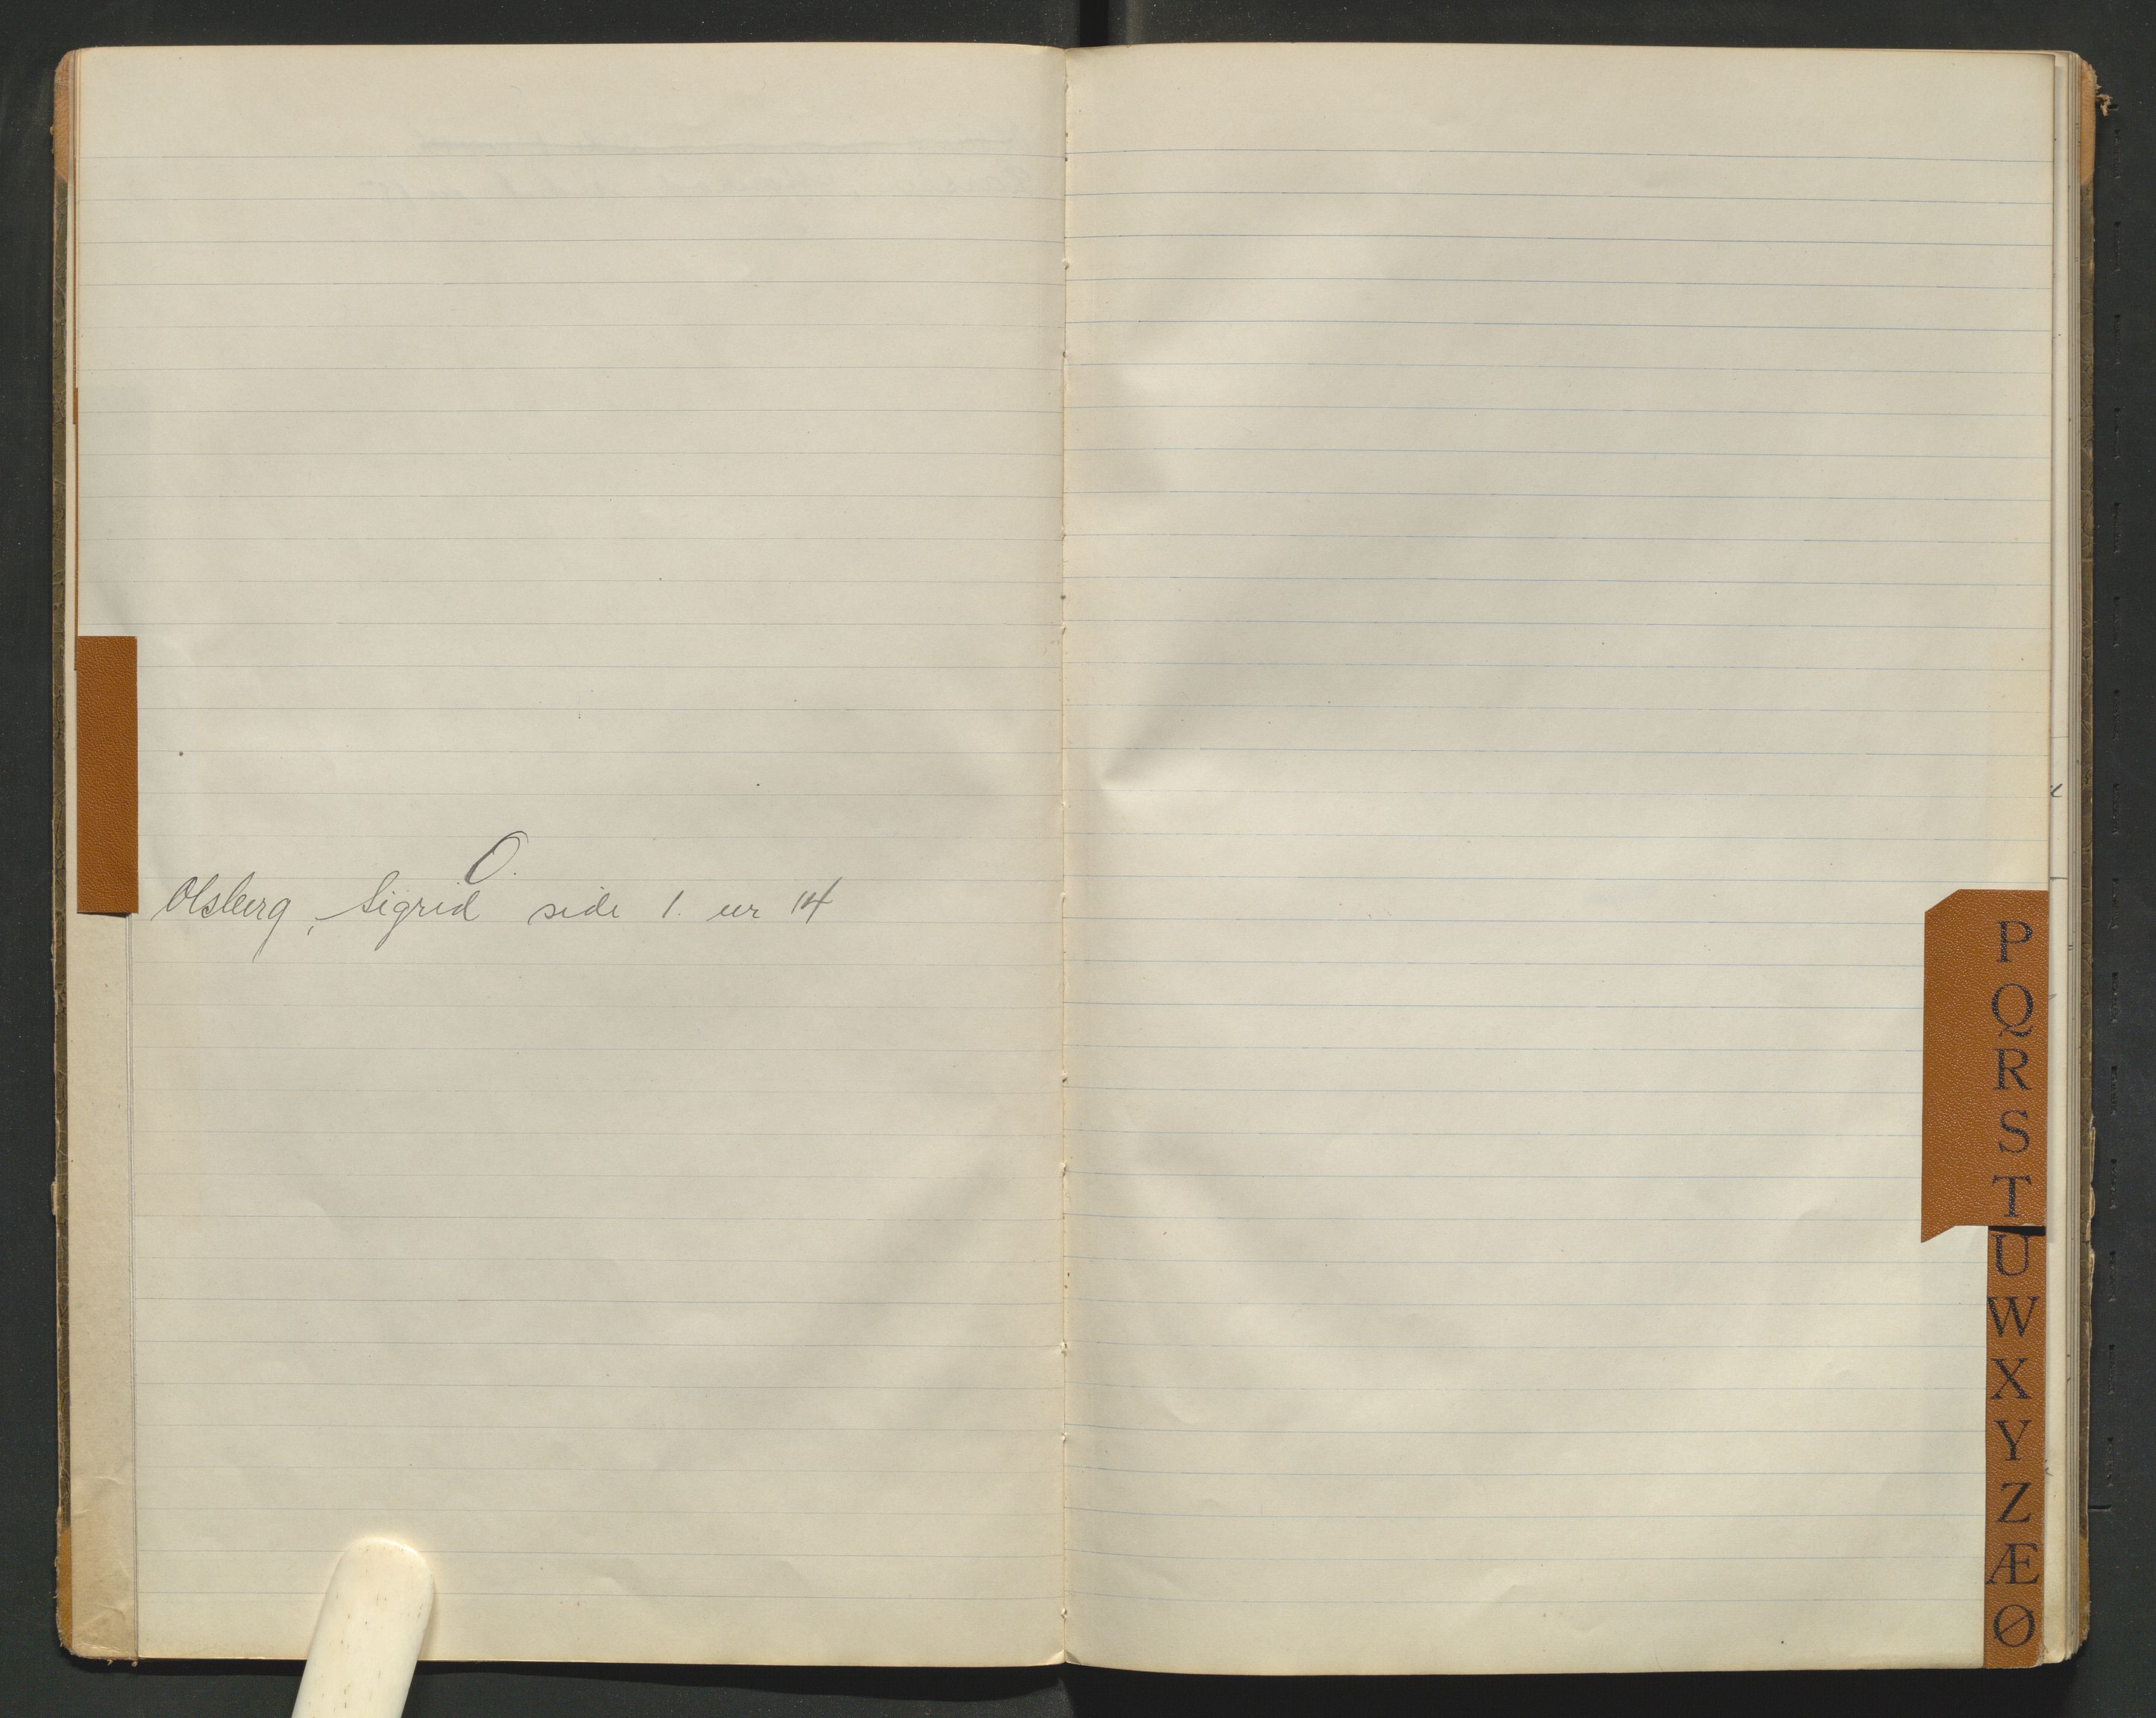 O.
Olsberg, Sigrid side 1. nr 14
P
Q
R
S
T
U
W
X
Y
Z
Æ
Ø